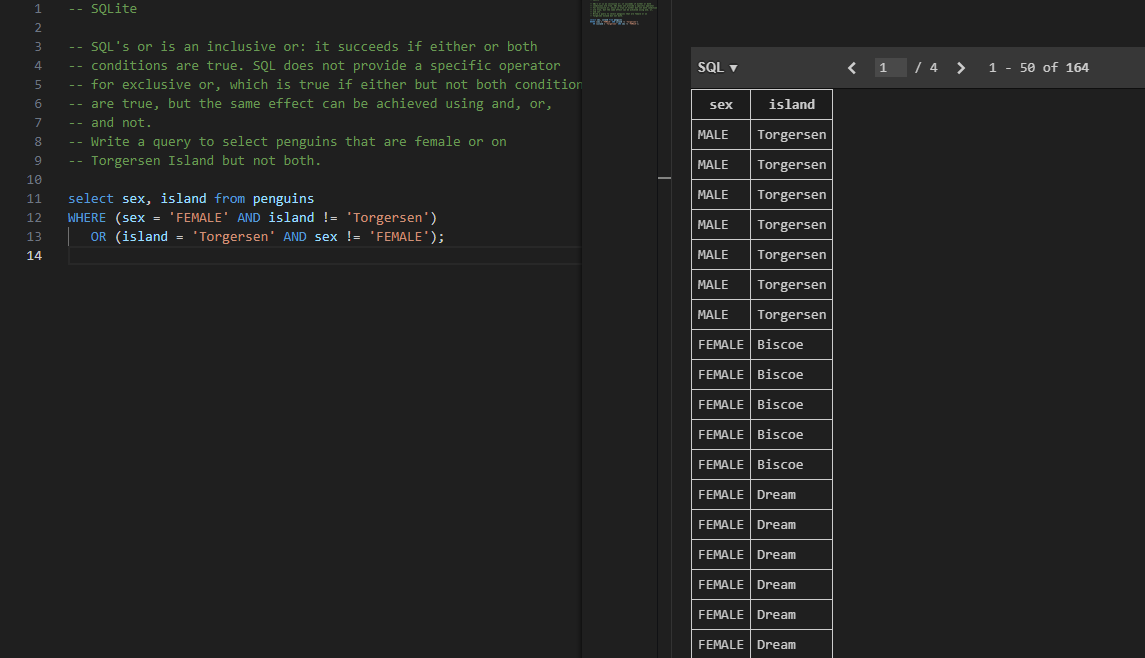 1 -- SQLite
2
3 -- SQL's or is an inclusive or: it succeeds if either or both
4 -- conditions are true. SQL does not provide a specific operator
5 -- for exclusive or, which is true if either but not both condition
6 -- are true, but the same effect can be achieved using and, or,
7 -- and not.
8 -- Write a query to select penguins that are female or on
9 -- Torgersen Island but not both.
10
11 select sex, island from penguins
12 WHERE (sex = 'FEMALE' AND island != 'Torgersen')
13 OR (island = 'Torgersen' AND sex != 'FEMALE');
14
SQL ▾ 1 / 4 1 - 50 of 164
sex island
MALE Torgersen
MALE Torgersen
MALE Torgersen
MALE Torgersen
MALE Torgersen
MALE Torgersen
MALE Torgersen
FEMALE Biscoe
FEMALE Biscoe
FEMALE Biscoe
FEMALE Biscoe
FEMALE Biscoe
FEMALE Dream
FEMALE Dream
FEMALE Dream
FEMALE Dream
FEMALE Dream
FEMALE Dream